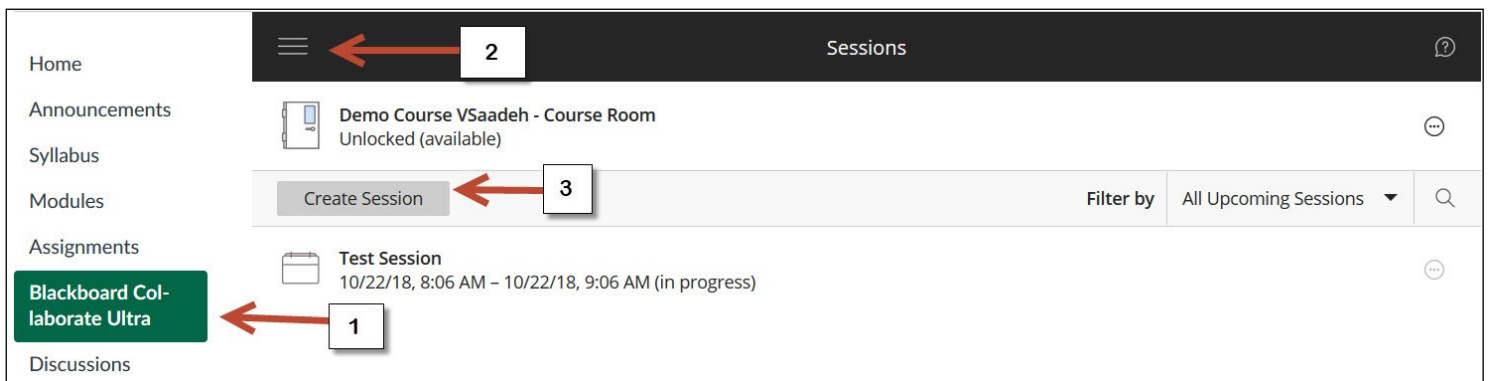 Home
Announcements
Syllabus
Modules
Assignments
Blackboard Col-
laborate Ultra
Discussions
1
2
Sessions
Demo Course VSaadeh - Course Room
Unlocked (available)
Create Session
3
Filter by
All Upcoming Sessions
Test Session
10/22/18, 8:06 AM – 10/22/18, 9:06 AM (in progress)